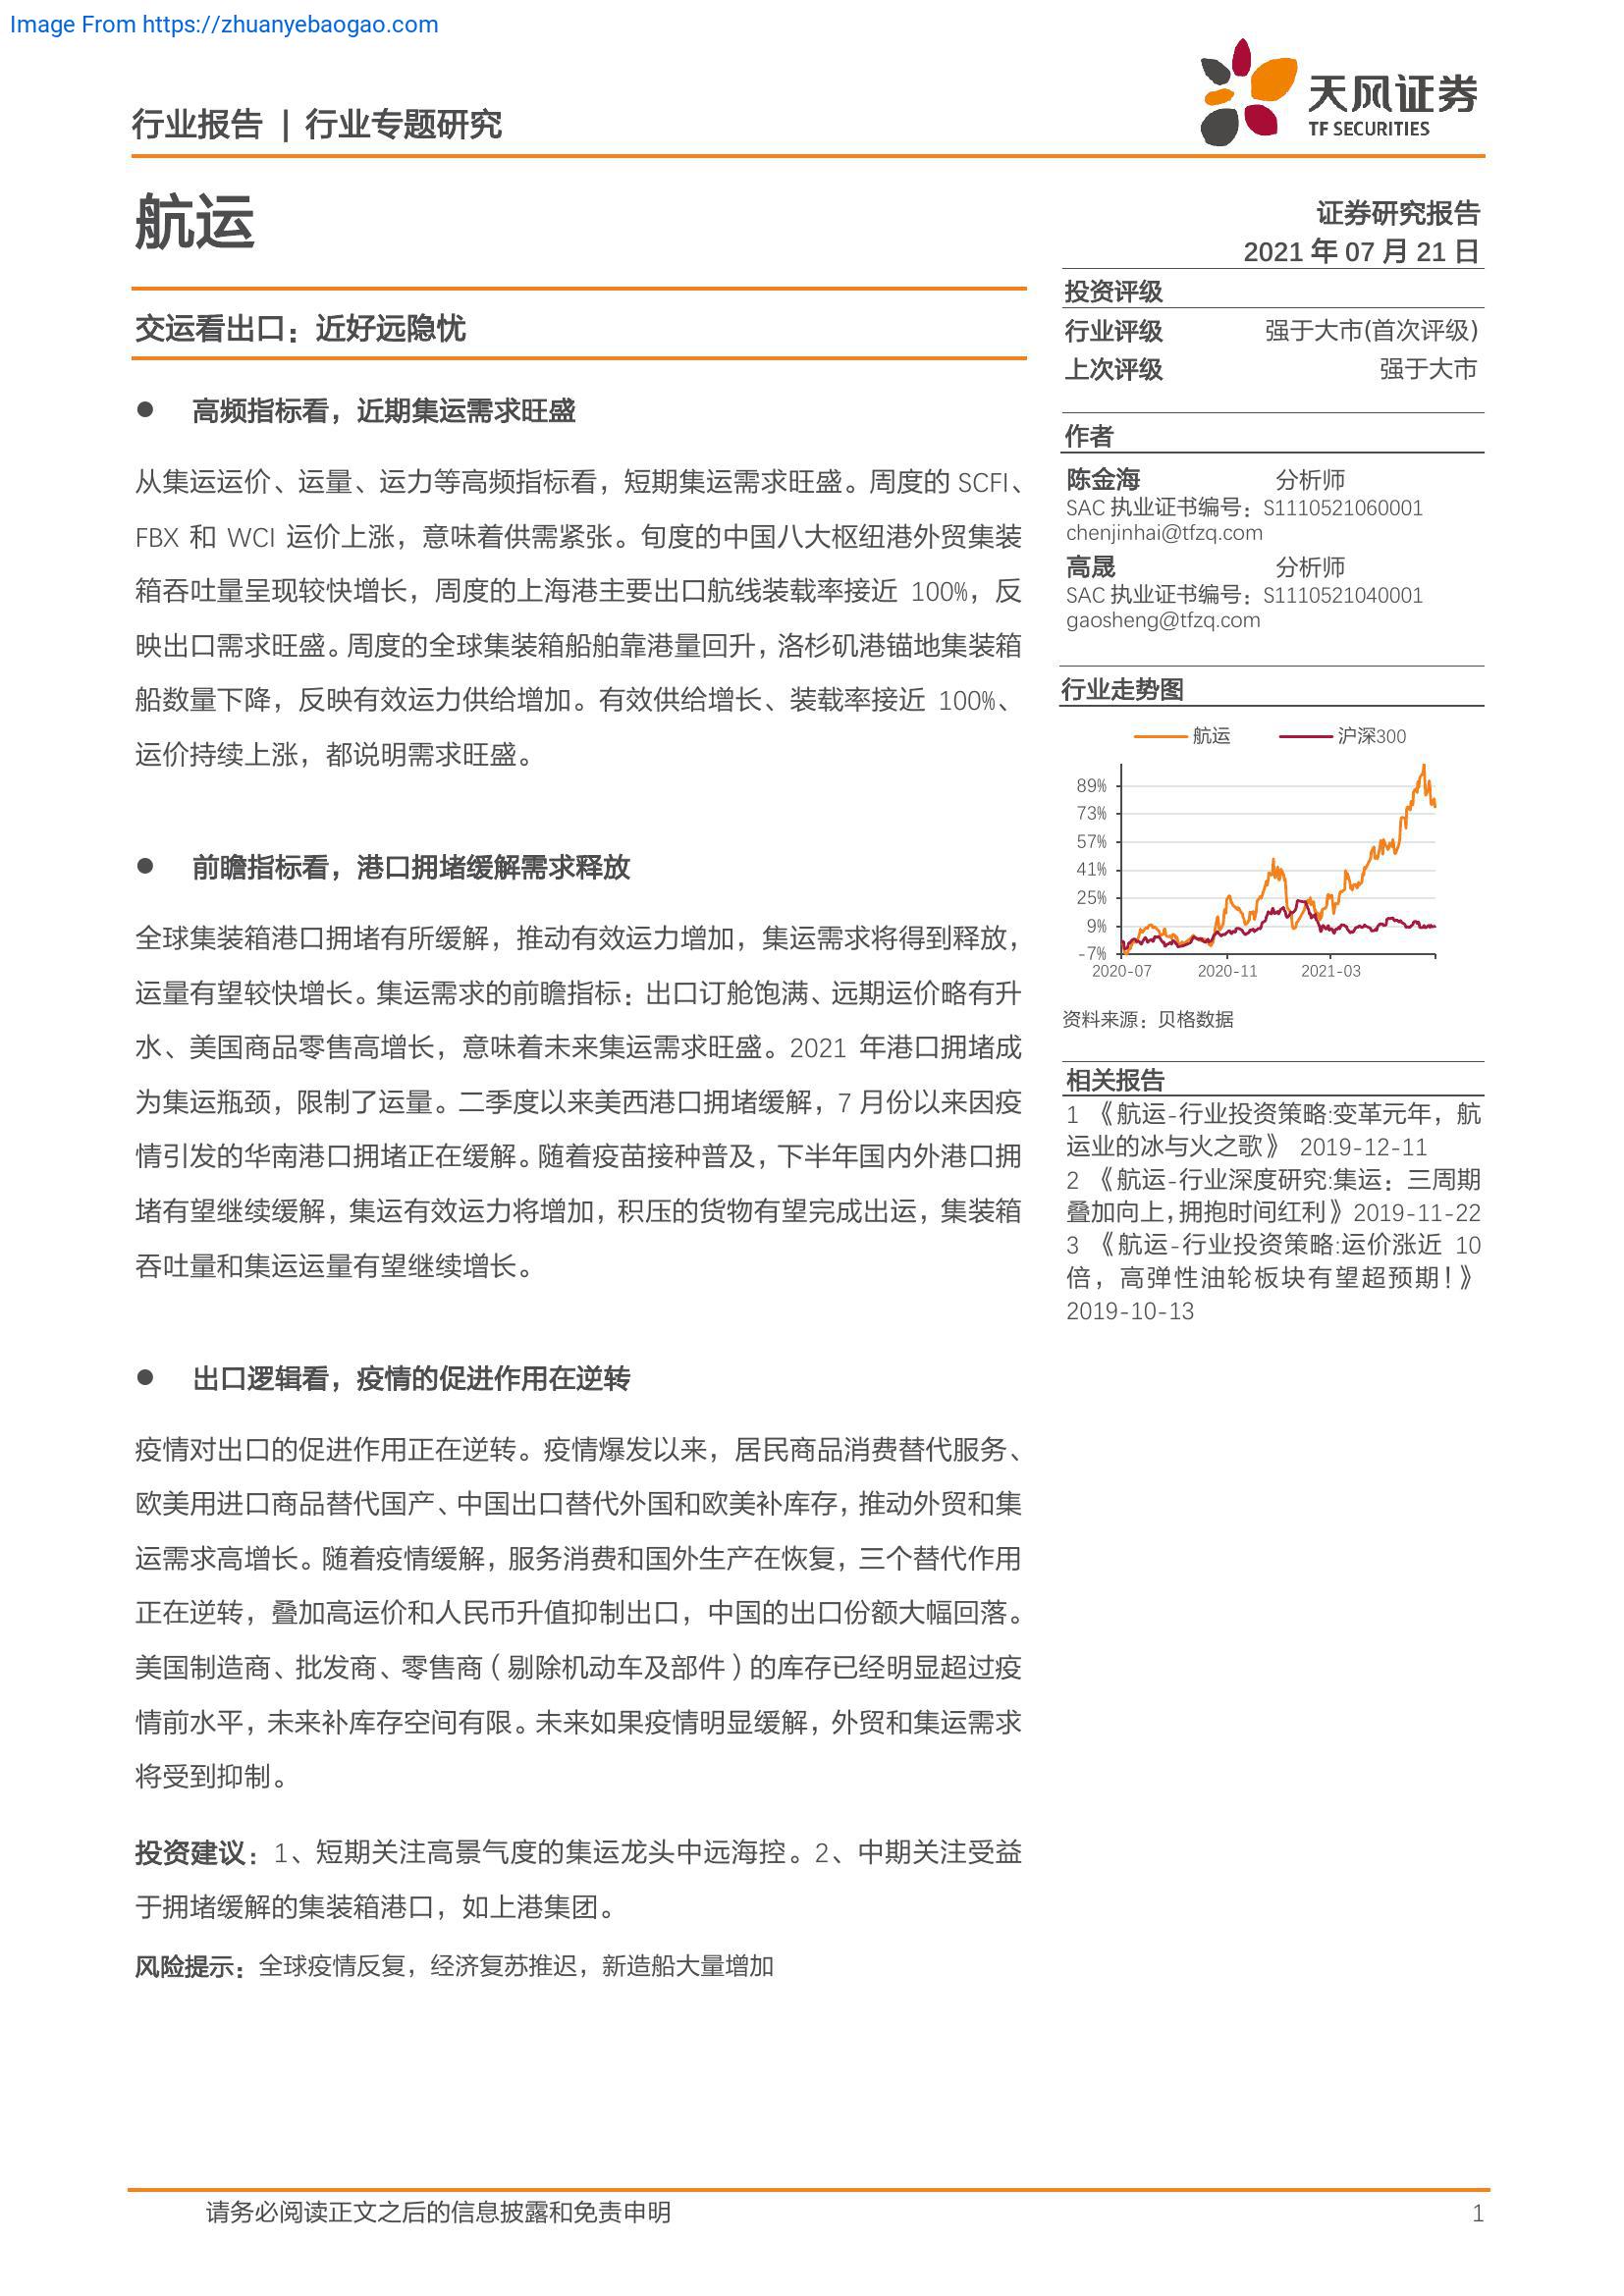 Image From https://zhuanyebaogao.com
行业报告 | 行业专题研究
天风证券
TF SECURITIES
航运
证券研究报告
2021 年 07 月 21 日
交运看出口：近好远隐忧
● 高频指标看，近期集运需求旺盛
从集运运价、运量、运力等高频指标看，短期集运需求旺盛。周度的 SCFI、
FBX 和 WCI 运价上涨，意味着供需紧张。旬度的中国八大枢纽港外贸集装
箱吞吐量呈现较快增长，周度的上海港主要出口航线装载率接近 100%，反
映出口需求旺盛。周度的全球集装箱船舶靠港量回升，洛杉矶港锚地集装箱
船数量下降，反映有效运力供给增加。有效供给增长、装载率接近 100%、
运价持续上涨，都说明需求旺盛。
● 前瞻指标看，港口拥堵缓解需求释放
全球集装箱港口拥堵有所缓解，推动有效运力增加，集运需求将得到释放，
运量有望较快增长。集运需求的前瞻指标：出口订舱饱满、远期运价略有升
水、美国商品零售高增长，意味着未来集运需求旺盛。2021 年港口拥堵成
为集运瓶颈，限制了运量。二季度以来美西港口拥堵缓解，7 月份以来因疫
情引发的华南港口拥堵正在缓解。随着疫苗接种普及，下半年国内外港口拥
堵有望继续缓解，集运有效运力将增加，积压的货物有望完成出运，集装箱
吞吐量和集运运量有望继续增长。
● 出口逻辑看，疫情的促进作用在逆转
疫情对出口的促进作用正在逆转。疫情爆发以来，居民商品消费替代服务、
欧美用进口商品替代国产、中国出口替代外国和欧美补库存，推动外贸和集
运需求高增长。随着疫情缓解，服务消费和国外生产在恢复，三个替代作用
正在逆转，叠加高运价和人民币升值抑制出口，中国的出口份额大幅回落。
美国制造商、批发商、零售商（剔除机动车及部件）的库存已经明显超过疫
情前水平，未来补库存空间有限。未来如果疫情明显缓解，外贸和集运需求
将受到抑制。
投资建议：1、短期关注高景气度的集运龙头中远海控。2、中期关注受益
于拥堵缓解的集装箱港口，如上港集团。
风险提示：全球疫情反复，经济复苏推迟，新造船大量增加
投资评级
行业评级 强于大市(首次评级)
上次评级 强于大市
作者
陈金海 分析师
SAC 执业证书编号：S1110521060001
chenjinhai@tfzq.com
高晟 分析师
SAC 执业证书编号：S1110521040001
gaosheng@tfzq.com
行业走势图
航运 沪深300
89%
73%
57%
41%
25%
9%
-7%
2020-07 2020-11 2021-03
资料来源：贝格数据
相关报告
1 《航运-行业投资策略:变革元年，航
运业的冰与火之歌》 2019-12-11
2 《航运-行业深度研究:集运：三周期
叠加向上，拥抱时间红利》2019-11-22
3 《航运-行业投资策略:运价涨近 10
倍，高弹性油轮板块有望超预期！》
2019-10-13
请务必阅读正文之后的信息披露和免责申明 1